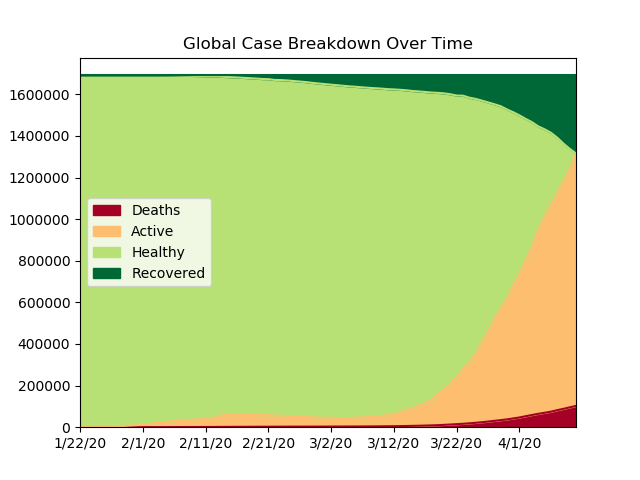 Global Case Breakdown Over Time
1600000
1400000
1200000
1000000
800000
600000
400000
200000
0
Deaths
Active
Healthy
Recovered
1/22/20 2/1/20 2/11/20 2/21/20 3/2/20 3/12/20 3/22/20 4/1/20